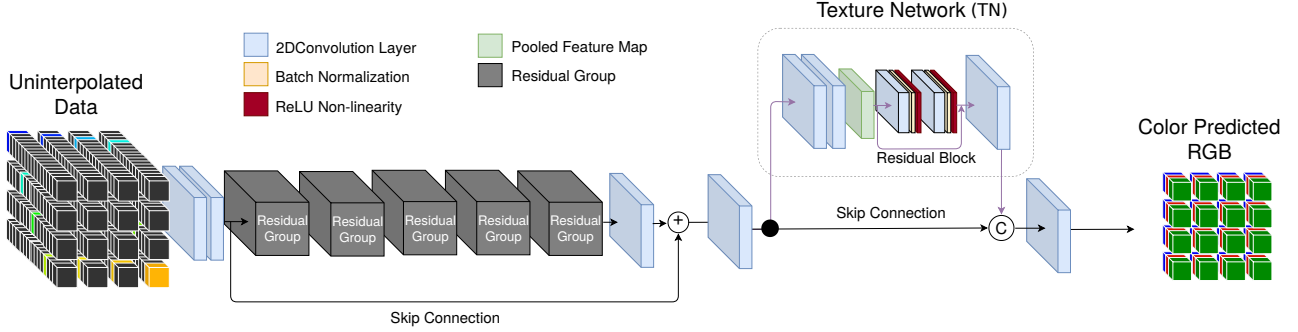 Texture Network (TN)
2DConvolution Layer
Batch Normalization
ReLU Non-linearity
Pooled Feature Map
Residual Group
Uninterpolated
Data
Residual
Group
Residual
Group
Residual
Group
Residual
Group
Residual
Group
+
Skip Connection
Residual Block
Skip Connection
C
Color Predicted
RGB